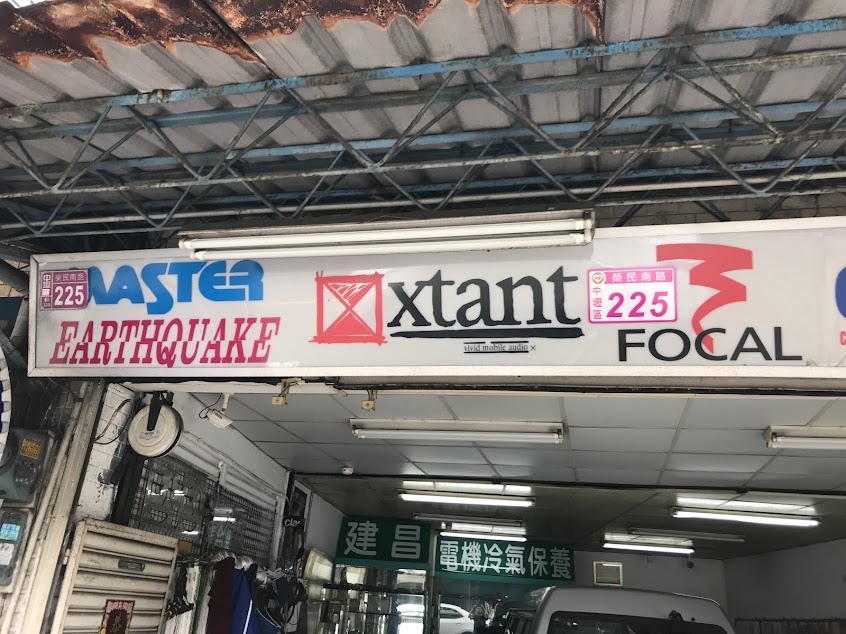 MASTER
EARTHQUAKE
榮民南路
中壢區
225
xtant
vivid mobile audio ×
榮民南路
中壢區
225
FOCAL
建昌
電機冷氣保養